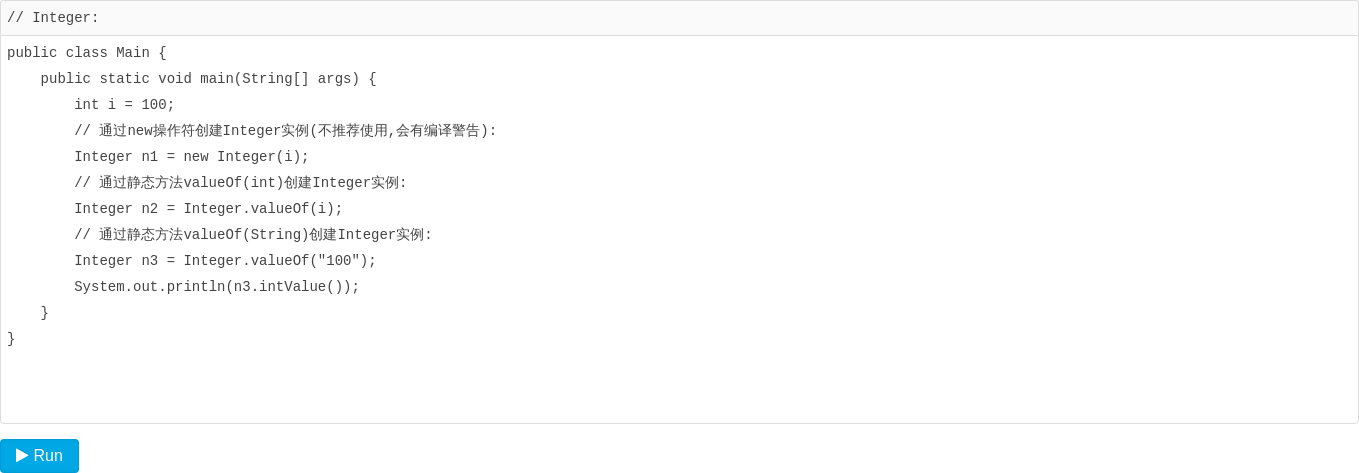 // Integer:
public class Main {
    public static void main(String[] args) {
        int i = 100;
        // 通过new操作符创建Integer实例(不推荐使用,会有编译警告):
        Integer n1 = new Integer(i);
        // 通过静态方法valueOf(int)创建Integer实例:
        Integer n2 = Integer.valueOf(i);
        // 通过静态方法valueOf(String)创建Integer实例:
        Integer n3 = Integer.valueOf("100");
        System.out.println(n3.intValue());
    }
}
Run